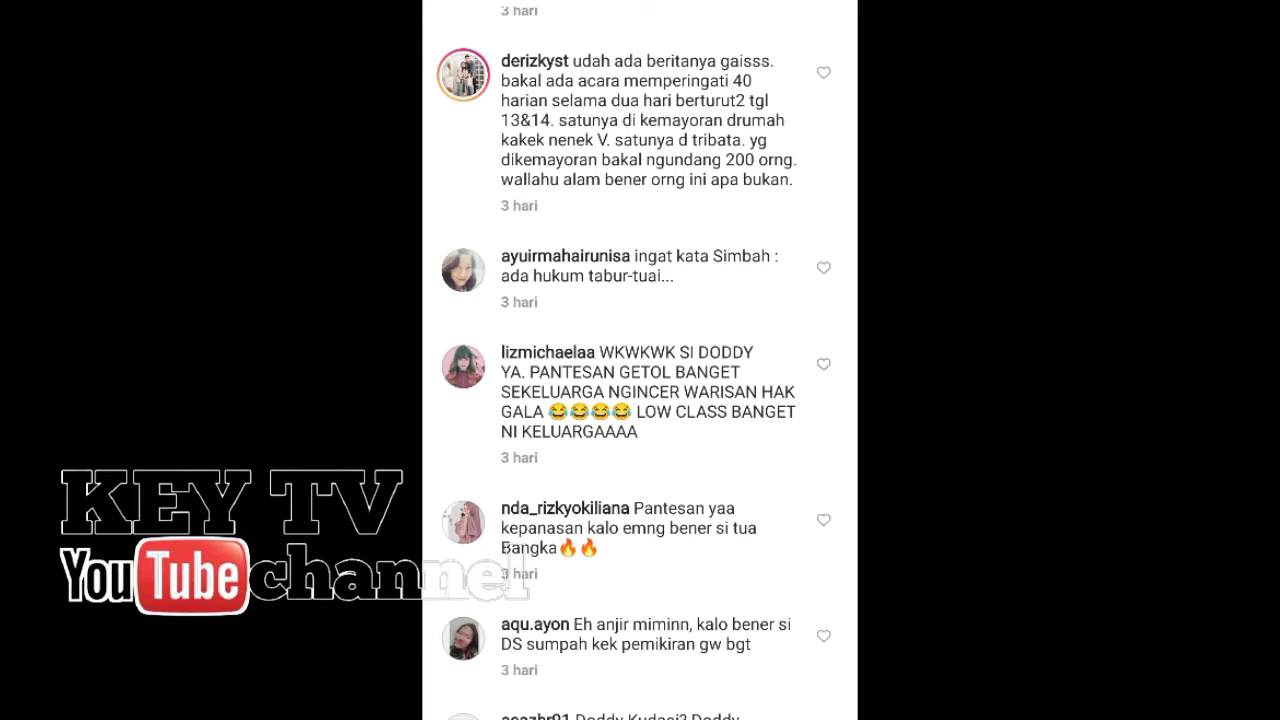 3 hari
derizkyst udah ada beritanya gaisss.
bakal ada acara memperingati 40
harian selama dua hari berturut2 tgl
13&14. satunya di kemayoran drumah
kakek nenek V. satunya d tribata. yg
dikemayoran bakal ngundang 200 orng.
wallahu alam bener orng ini apa bukan.
3 hari
ayuirmahairunisa ingat kata Simbah :
ada hukum tabur-tuai...
3 hari
lizmichaelaa WKWKWK SI DODDY
YA. PANTESAN GETOL BANGET
SEKELUARGA NGINCER WARISAN HAK
GALA 😂😂😂😂 LOW CLASS BANGET
NI KELUARGAAAA
3 hari
nda_rizkyokiliana Pantesan yaa
kepanasan kalo emng bener si tua
Bangka🔥🔥
3 hari
aqu.ayon Eh anjir miminn, kalo bener si
DS sumpah kek pemikiran gw bgt
3 hari
Doddy Kudasi? Doddy
KEY TV
YouTube channel